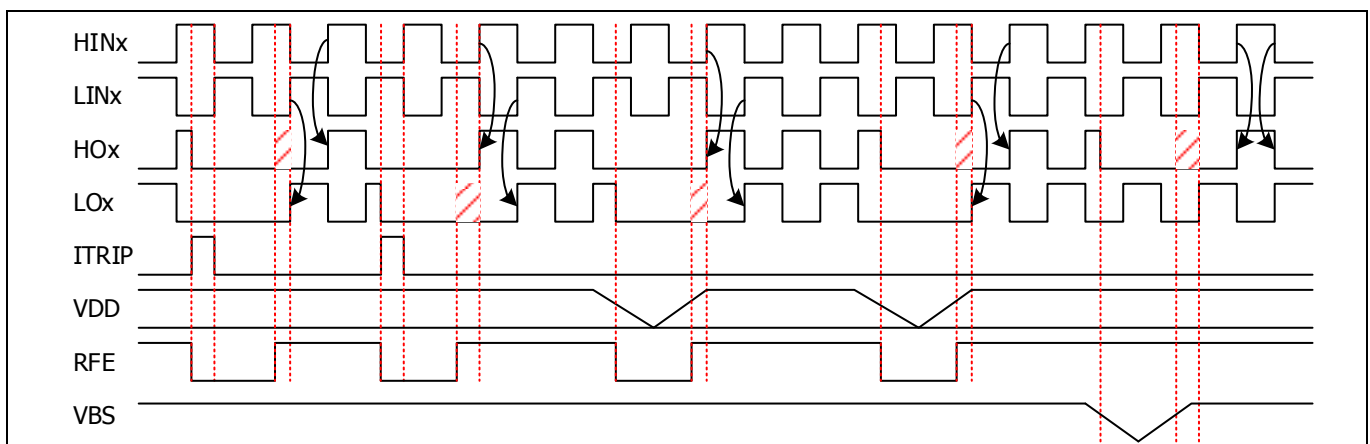 HINx
LINx
HOx
LOx
ITRIP
VDD
RFE
VBS